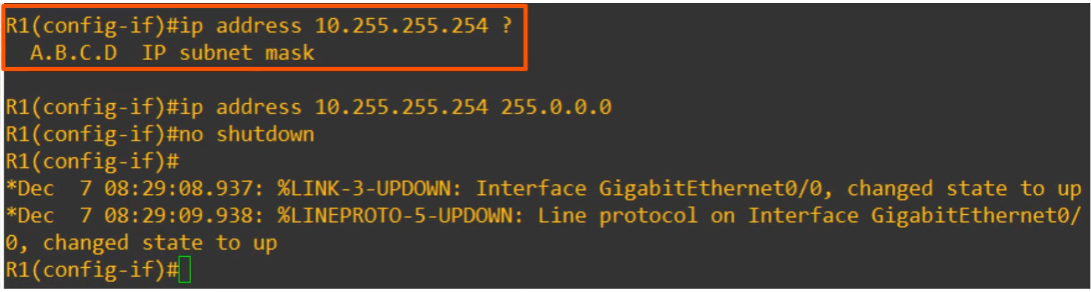 R1(config-if)#ip address 10.255.255.254 ?
  A.B.C.D  IP subnet mask
R1(config-if)#ip address 10.255.255.254 255.0.0.0
R1(config-if)#no shutdown
R1(config-if)#
*Dec  7 08:29:08.937: %LINK-3-UPDOWN: Interface GigabitEthernet0/0, changed state to up
*Dec  7 08:29:09.938: %LINEPROTO-5-UPDOWN: Line protocol on Interface GigabitEthernet0/
0, changed state to up
R1(config-if)#